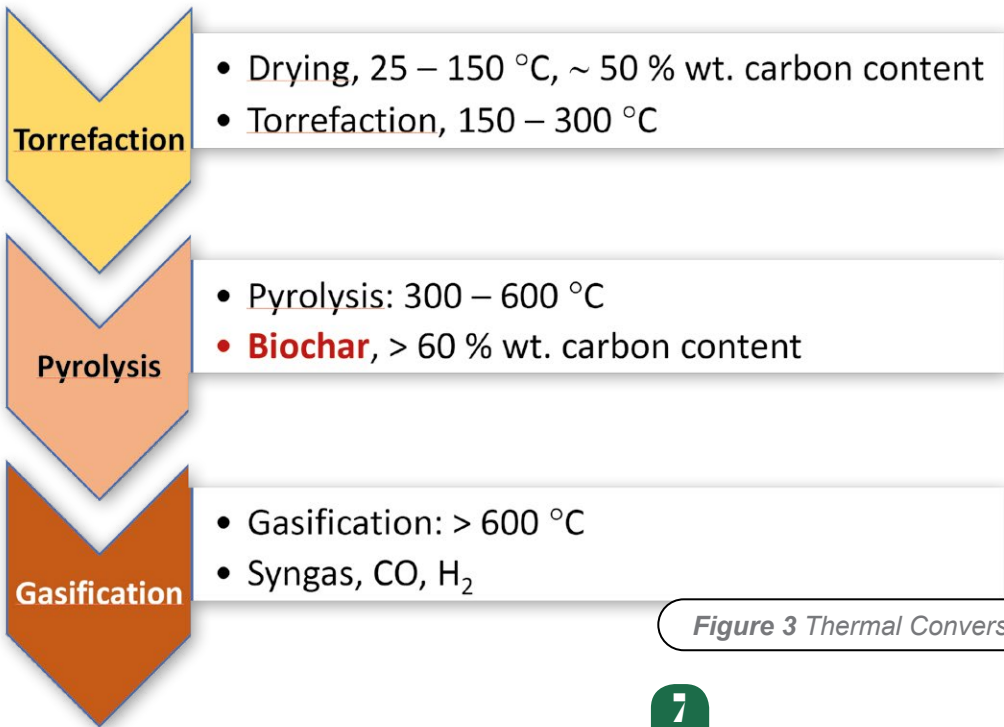 Torrefaction
• Drying, 25 – 150 °C, ~ 50 % wt. carbon content
• Torrefaction, 150 – 300 °C
Pyrolysis
• Pyrolysis: 300 – 600 °C
• Biochar, > 60 % wt. carbon content
Gasification
• Gasification: > 600 °C
• Syngas, CO, H₂
Figure 3 Thermal Convers
7